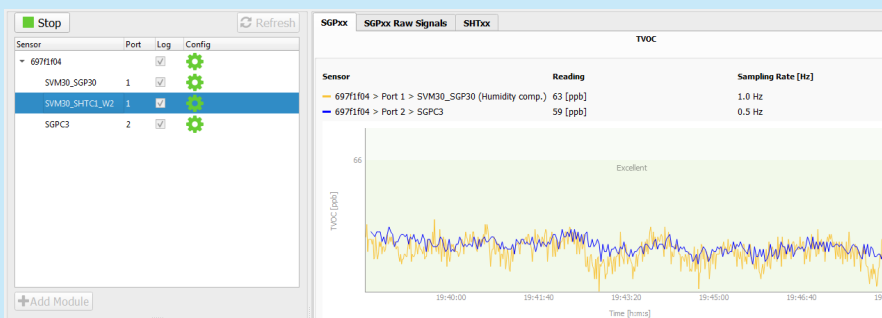 Stop
Refresh
Sensor Port Log Config
697f1f04
SVM30_SGP30 1
SVM30_SHTC1_W2 1
SGPC3 2
+Add Module
SGPxx SGPxx Raw Signals SHTxx
TVOC
Sensor Reading Sampling Rate [Hz]
697f1f04 > Port 1 > SVM30_SGP30 (Humidity comp.) 63 [ppb] 1.0 Hz
697f1f04 > Port 2 > SGPC3 59 [ppb] 0.5 Hz
66
Excellent
TVOC [ppb]
19:40:00 19:41:40 19:43:20 19:45:00 19:46:40 19
Time [h:m:s]